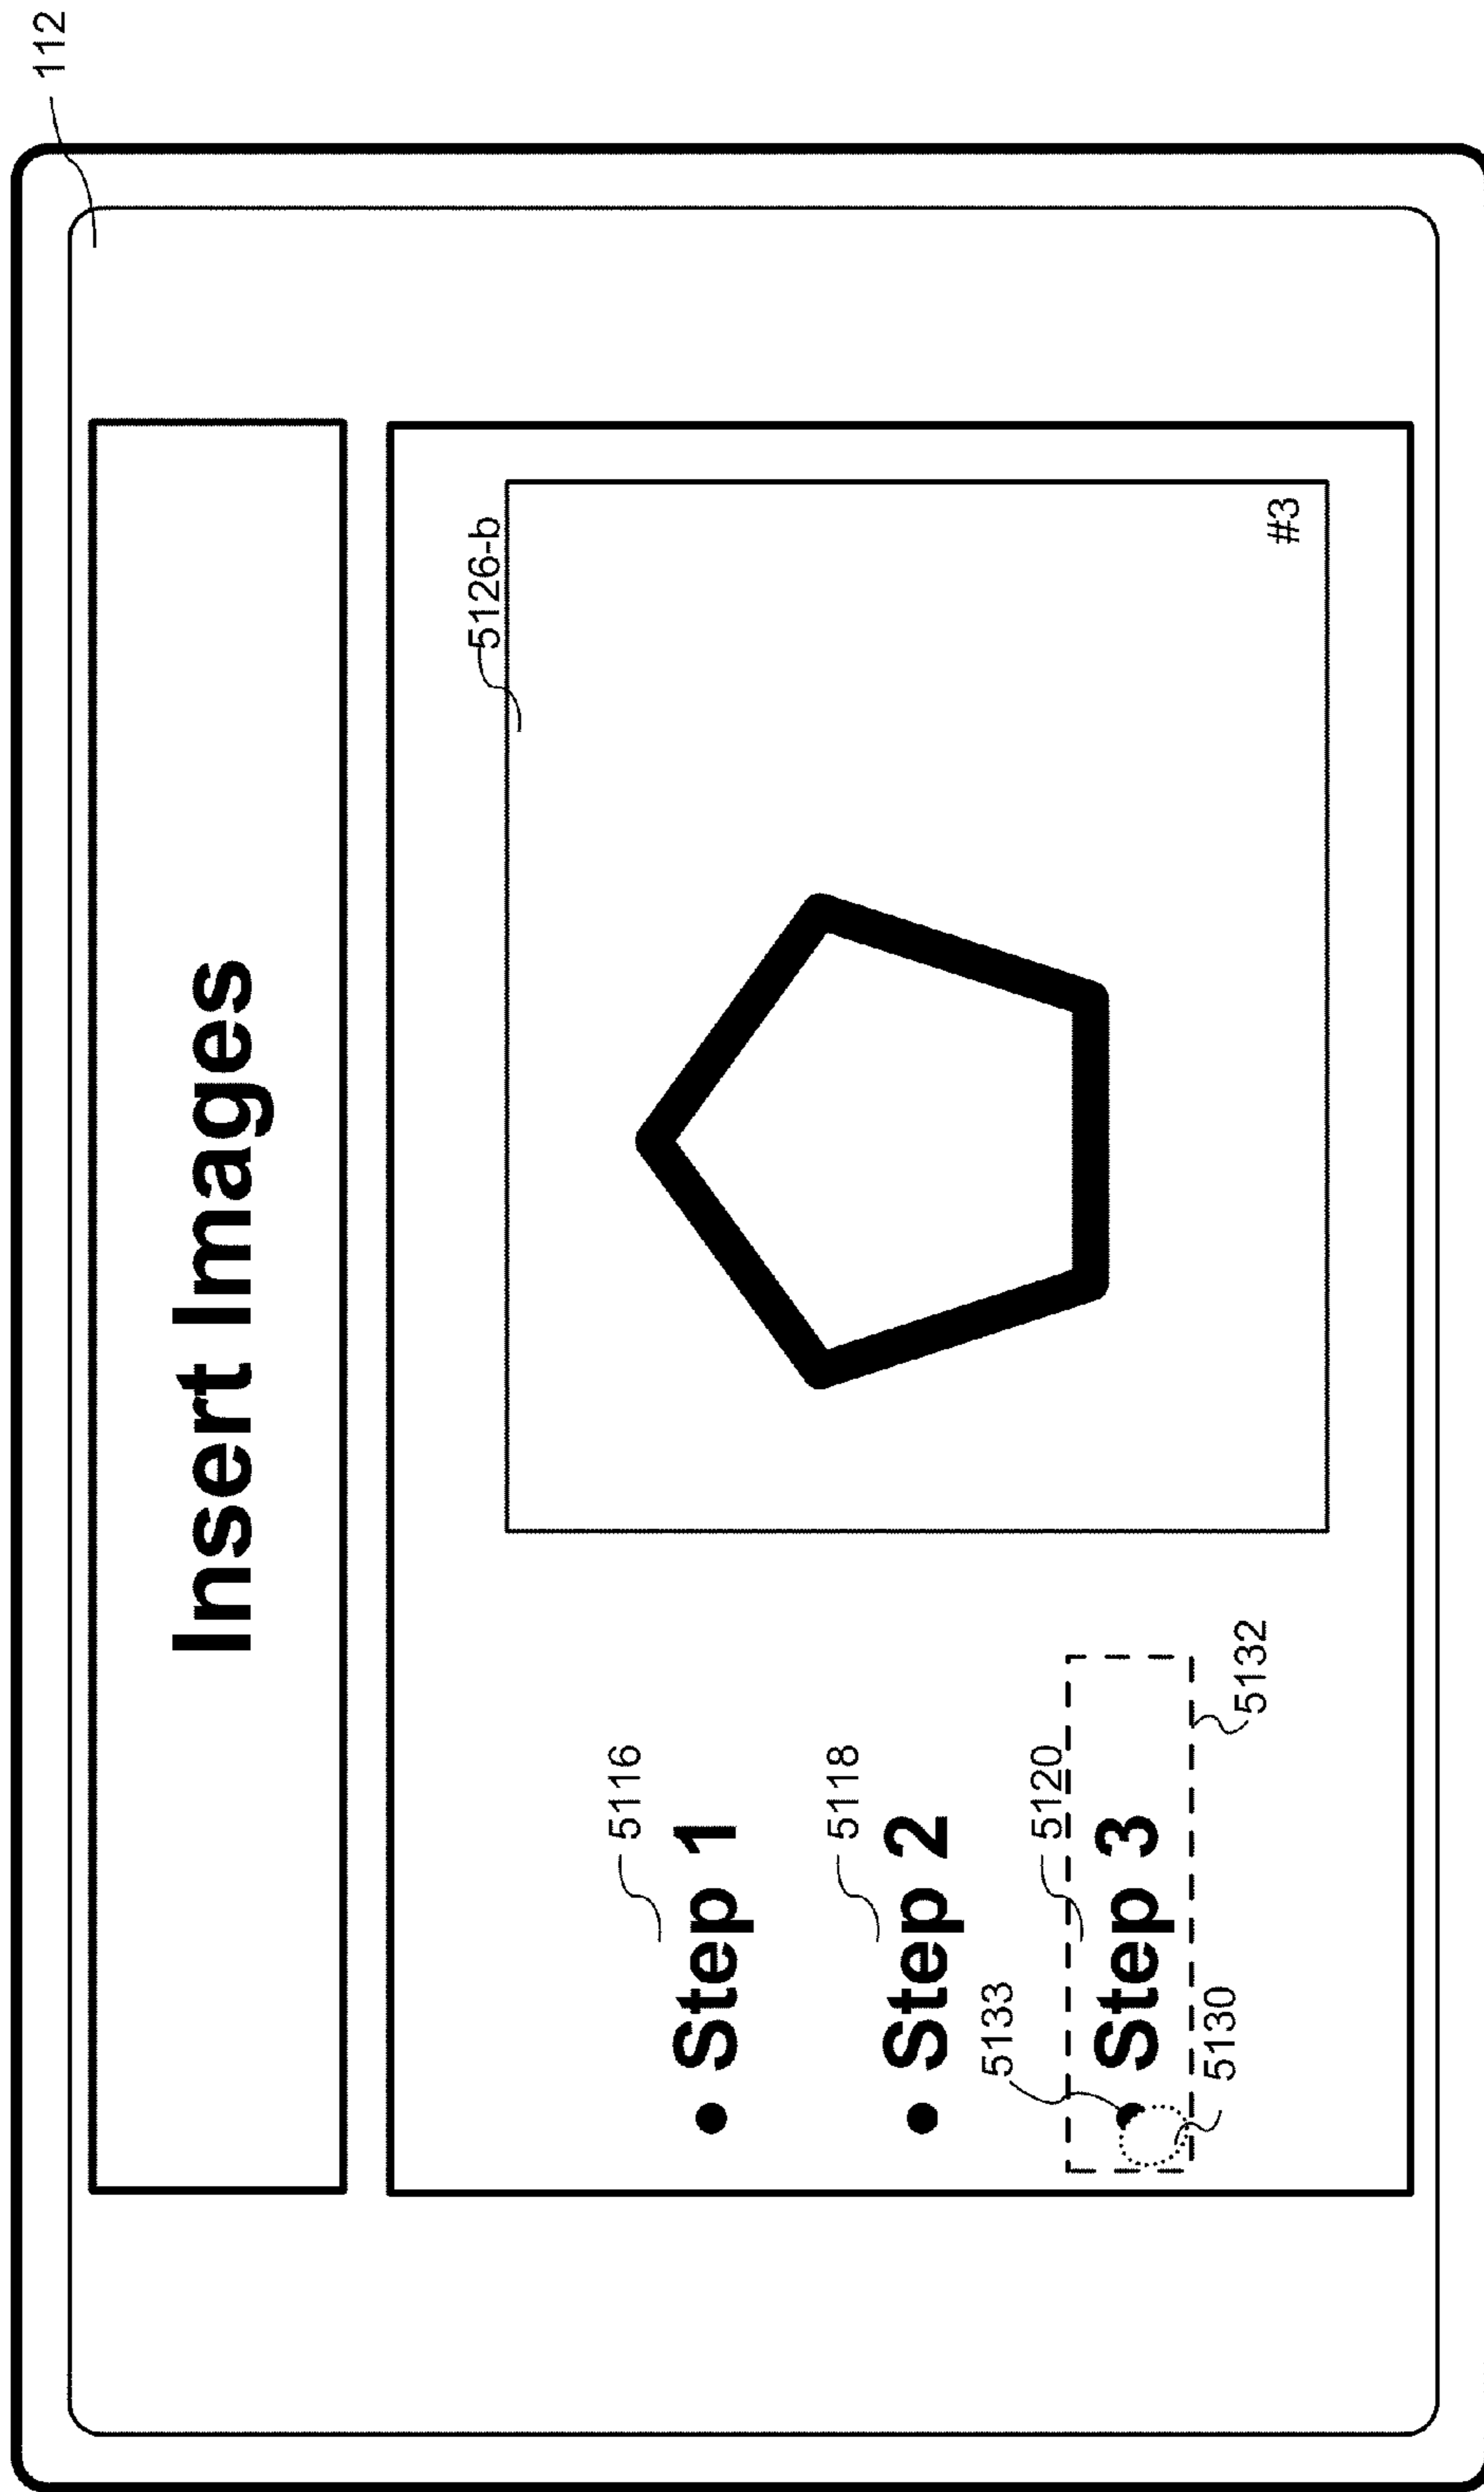 112
Insert Images
5126-b
5116
• Step 1
5118
• Step 2
5133
5120
• Step 3
5130
5132
#3